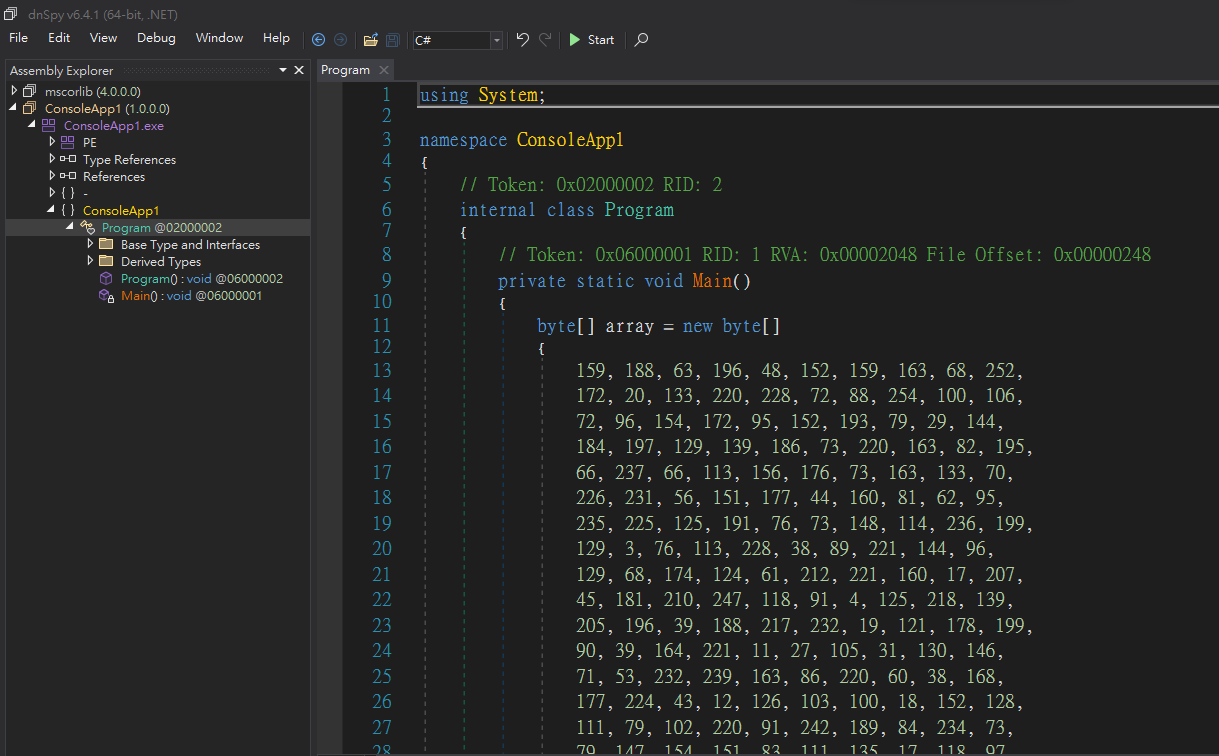 dnSpy v6.4.1 (64-bit, .NET)
File Edit View Debug Window Help C# Start
Assembly Explorer
mscorlib (4.0.0.0)
ConsoleApp1 (1.0.0.0)
ConsoleApp1.exe
PE
Type References
References
{ } -
{ } ConsoleApp1
Program @02000002
Base Type and Interfaces
Derived Types
Program() : void @06000002
Main() : void @06000001
Program
1 using System;
2
3 namespace ConsoleApp1
4 {
5 // Token: 0x02000002 RID: 2
6 internal class Program
7 {
8 // Token: 0x06000001 RID: 1 RVA: 0x00002048 File Offset: 0x00000248
9 private static void Main()
10 {
11 byte[] array = new byte[]
12 {
13 159, 188, 63, 196, 48, 152, 159, 163, 68, 252,
14 172, 20, 133, 220, 228, 72, 88, 254, 100, 106,
15 72, 96, 154, 172, 95, 152, 193, 79, 29, 144,
16 184, 197, 129, 139, 186, 73, 220, 163, 82, 195,
17 66, 237, 66, 113, 156, 176, 73, 163, 133, 70,
18 226, 231, 56, 151, 177, 44, 160, 81, 62, 95,
19 235, 225, 125, 191, 76, 73, 148, 114, 236, 199,
20 129, 3, 76, 113, 228, 38, 89, 221, 144, 96,
21 129, 68, 174, 124, 61, 212, 221, 160, 17, 207,
22 45, 181, 210, 247, 118, 91, 4, 125, 218, 139,
23 205, 196, 39, 188, 217, 232, 19, 121, 178, 199,
24 90, 39, 164, 221, 11, 27, 105, 31, 130, 146,
25 71, 53, 232, 239, 163, 86, 220, 60, 38, 168,
26 177, 224, 43, 12, 126, 103, 100, 18, 152, 128,
27 111, 79, 102, 220, 91, 242, 189, 84, 234, 73,
28 79, 147, 154, 151, 83, 111, 135, 17, 118, 97,